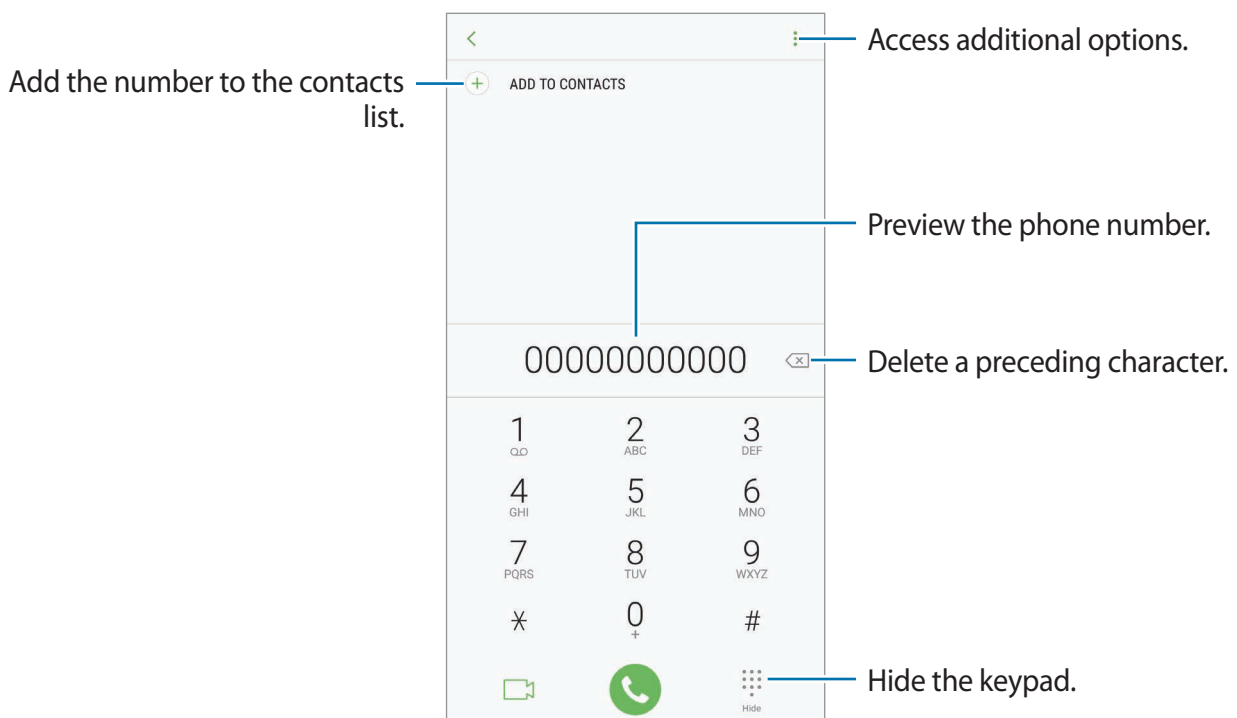 Access additional options.
Add the number to the contacts
list.
ADD TO CONTACTS
Preview the phone number.
00000000000
Delete a preceding character.
1 2 3
ABC DEF
4 5 6
GHI JKL MNO
7 8 9
PQRS TUV WXYZ
* 0 #
+
Hide the keypad.
Hide